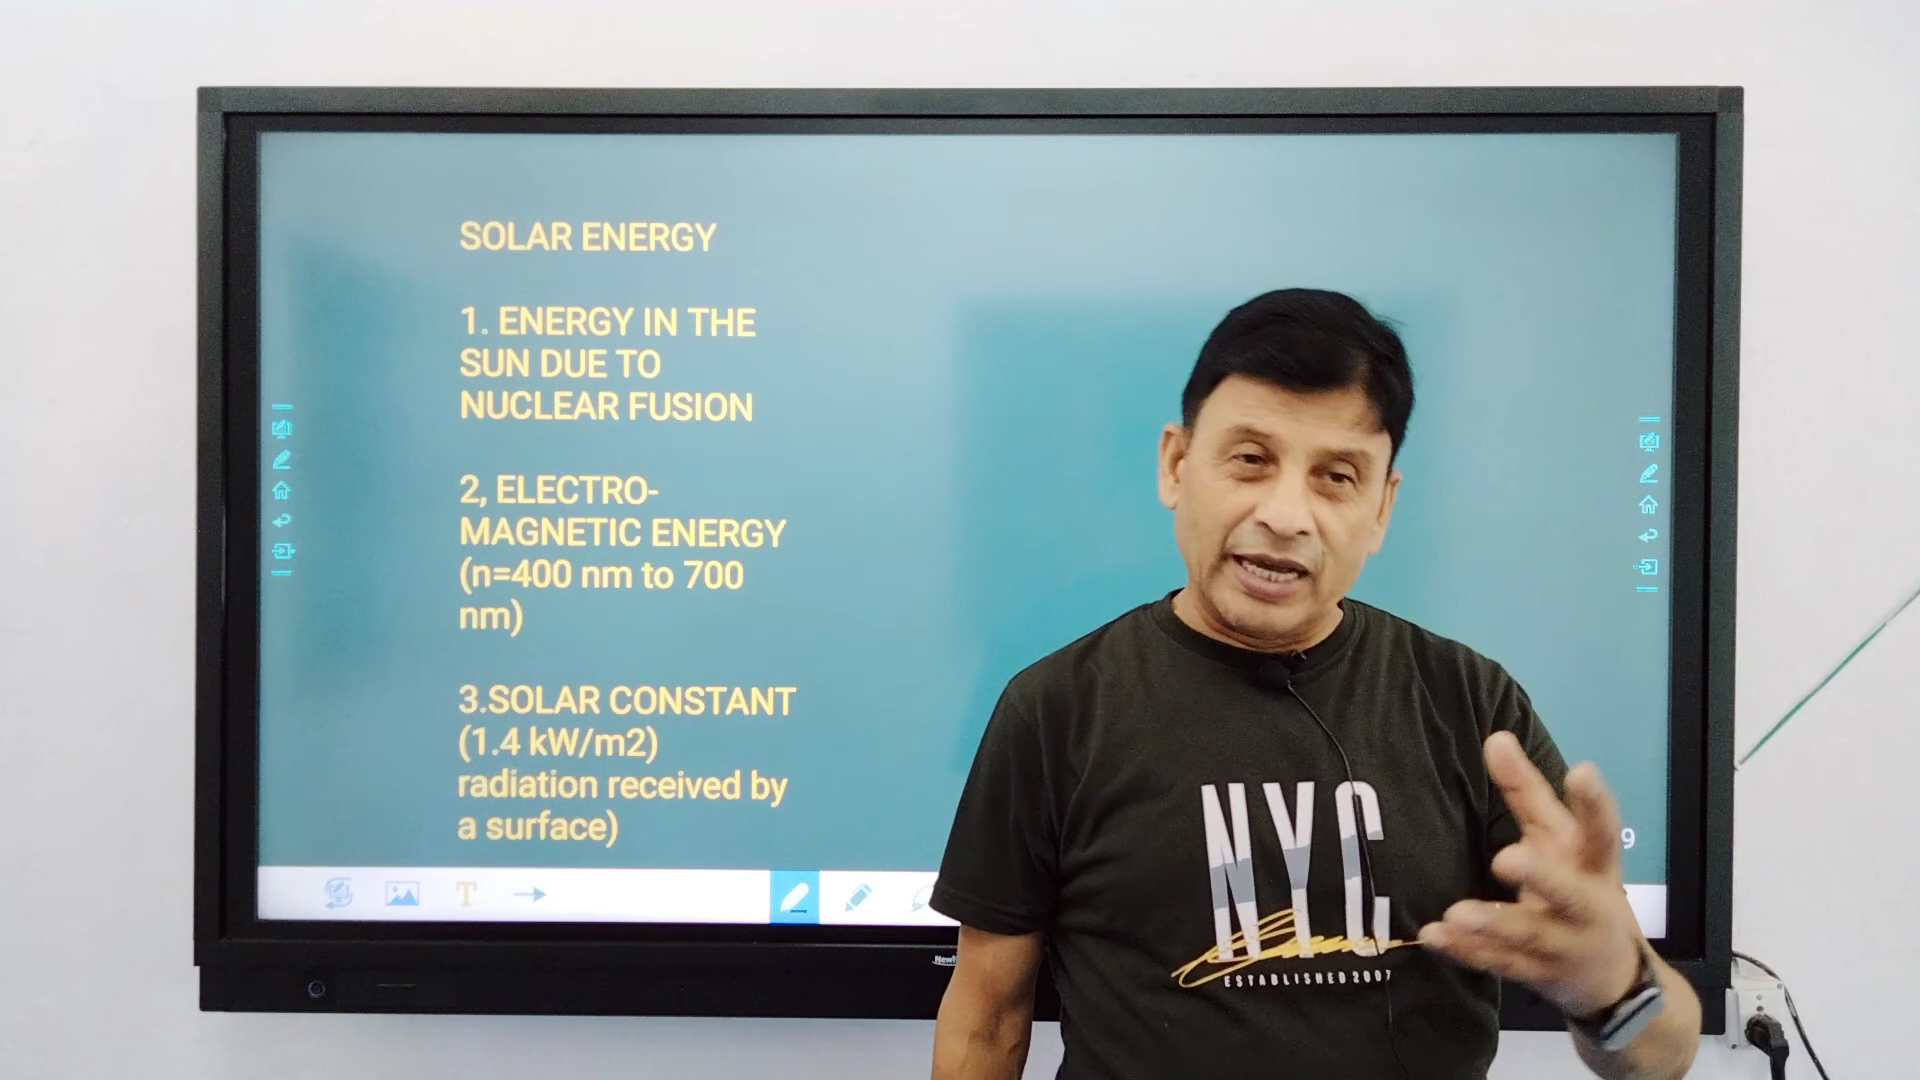 SOLAR ENERGY
1. ENERGY IN THE
SUN DUE TO
NUCLEAR FUSION
2, ELECTRO-
MAGNETIC ENERGY
(n=400 nm to 700
nm)
3.SOLAR CONSTANT
(1.4 kW/m2)
radiation received by
a surface)
9
T
NYC
ESTABLISHED 2007